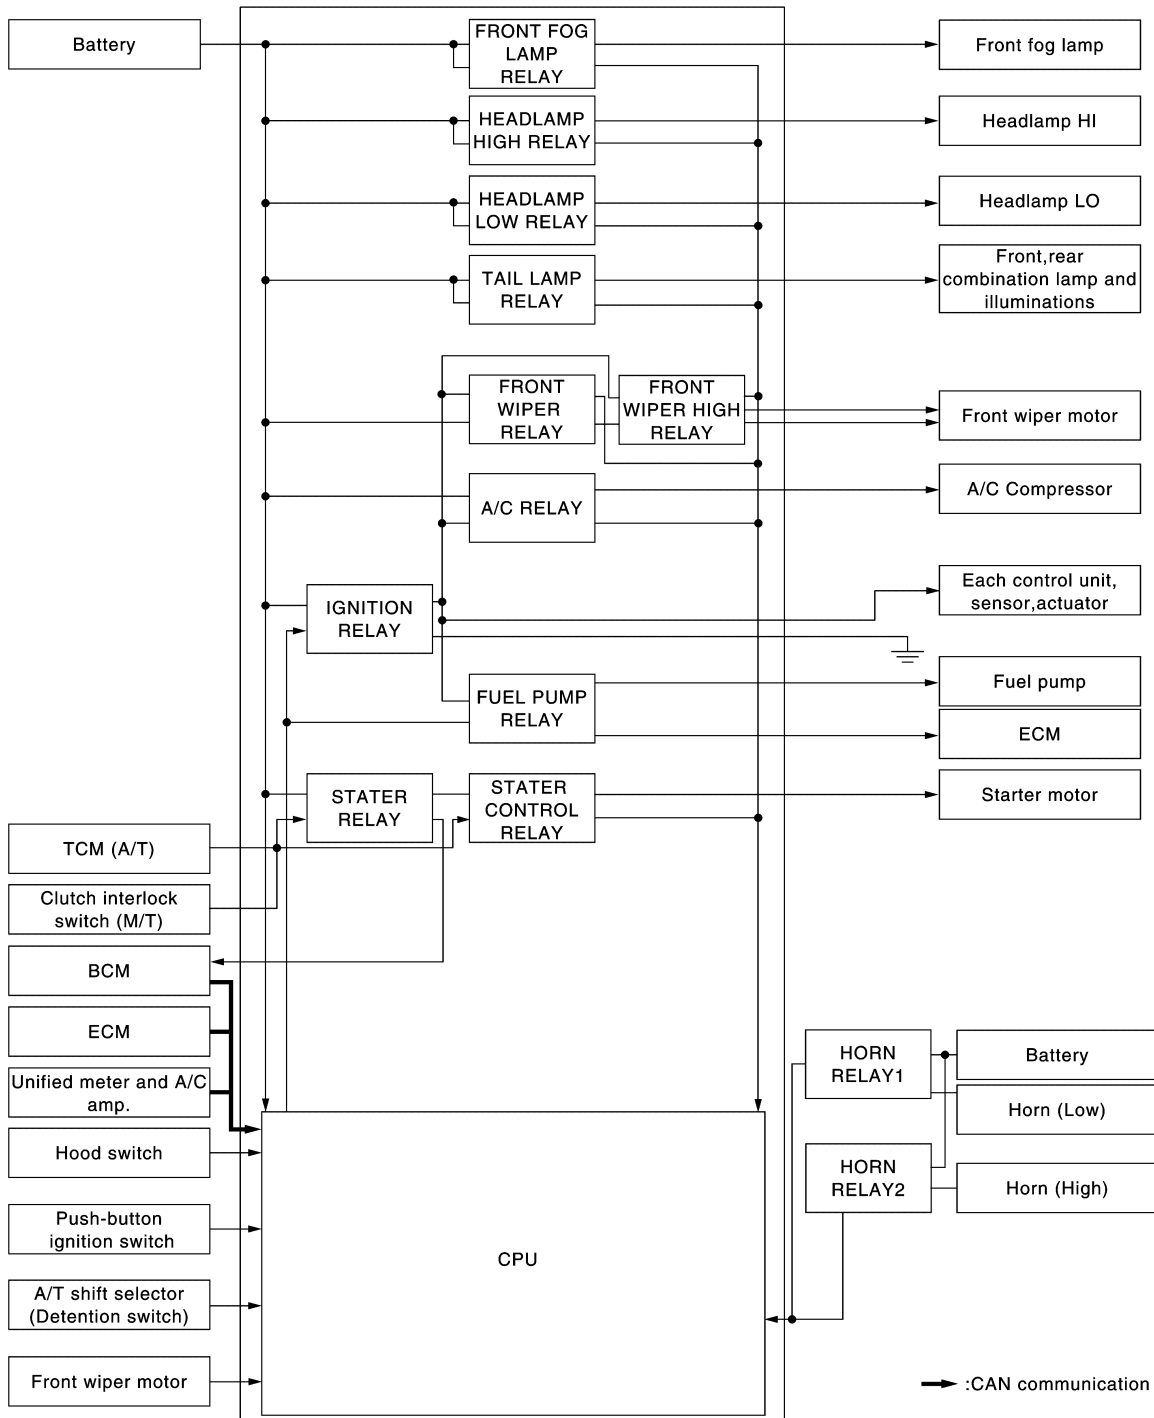 Battery
FRONT FOG
LAMP
RELAY
Front fog lamp
HEADLAMP
HIGH RELAY
Headlamp HI
HEADLAMP
LOW RELAY
Headlamp LO
TAIL LAMP
RELAY
Front,rear
combination lamp and
illuminations
FRONT
WIPER
RELAY
FRONT
WIPER HIGH
RELAY
Front wiper motor
A/C RELAY
A/C Compressor
IGNITION
RELAY
Each control unit,
sensor,actuator
FUEL PUMP
RELAY
Fuel pump
ECM
STATER
RELAY
STATER
CONTROL
RELAY
Starter motor
TCM (A/T)
Clutch interlock
switch (M/T)
BCM
ECM
Unified meter and A/C
amp.
Hood switch
Push-button
ignition switch
A/T shift selector
(Detention switch)
Front wiper motor
CPU
HORN
RELAY1
Battery
Horn (Low)
HORN
RELAY2
Horn (High)
:CAN communication